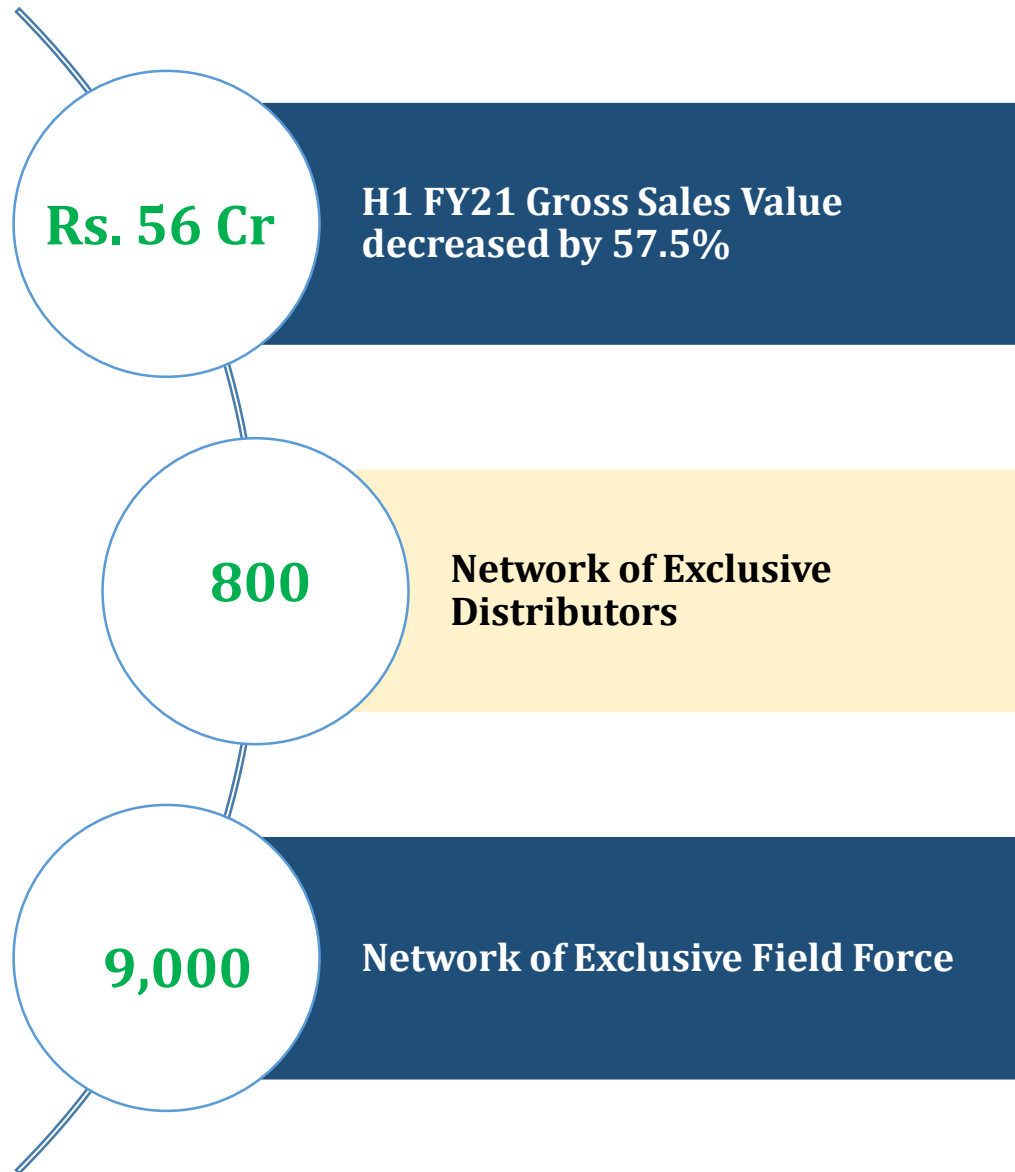 Rs. 56 Cr
H1 FY21 Gross Sales Value
decreased by 57.5%
800
Network of Exclusive
Distributors
9,000
Network of Exclusive Field Force